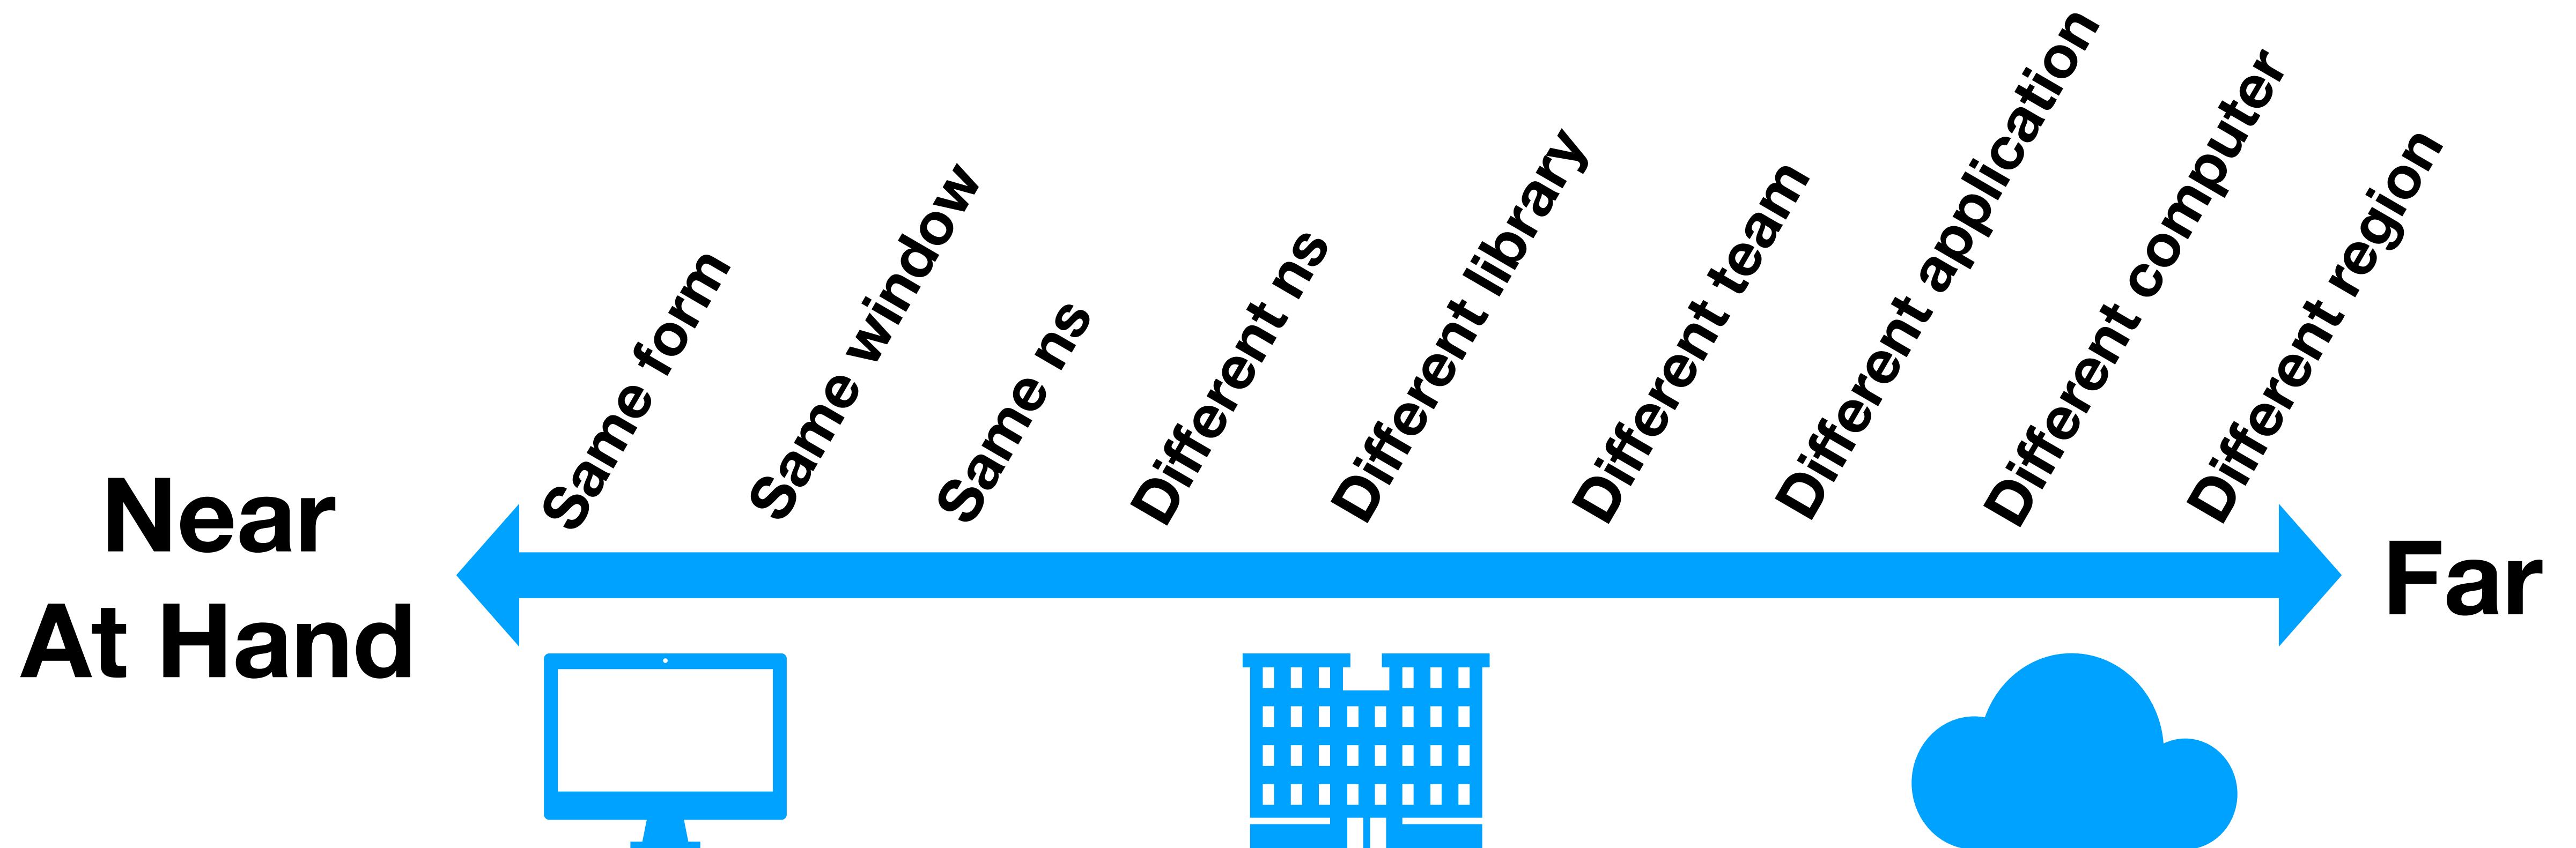 Near
At Hand
Same form
Same window
Same ns
Different ns
Different library
Different team
Different application
Different computer
Different region
Far